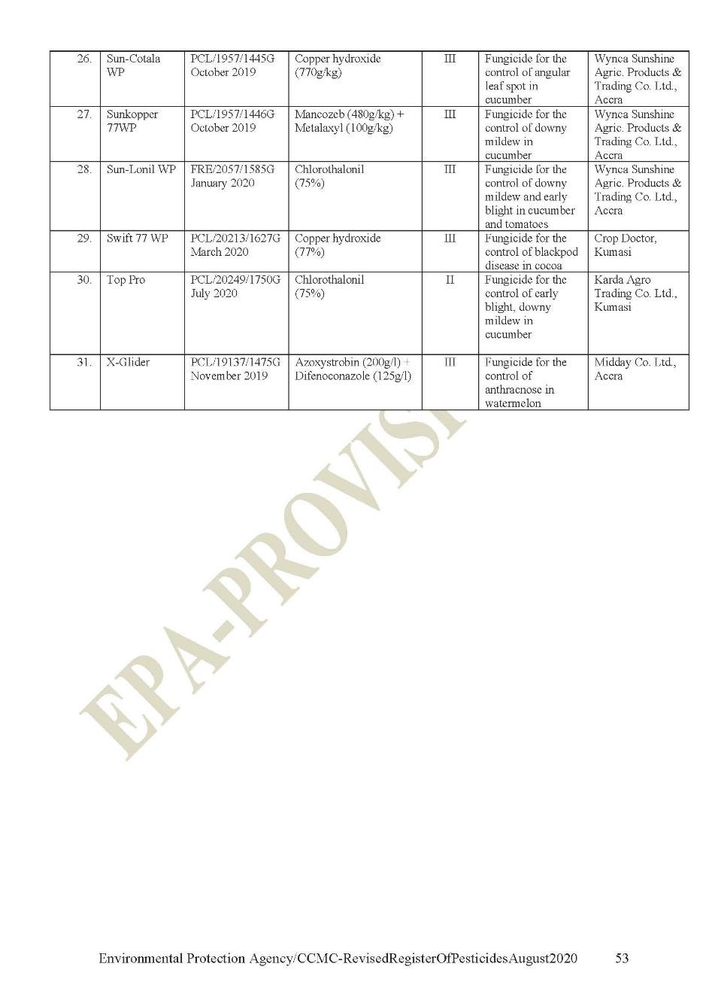 26. Sun-Cotala PCL/1957/1445G Copper hydroxide III Fungicide for the Wynca Sunshine
WP October 2019 (770g/kg) control of angular Agric. Products &
leaf spot in Trading Co. Ltd.,
cucumber Accra
27. Sunkopper PCL/1957/1446G Mancozeb (480g/kg) + III Fungicide for the Wynca Sunshine
77WP October 2019 Metalaxyl (100g/kg) control of downy Agric. Products &
mildew in Trading Co. Ltd.,
cucumber Accra
28. Sun-Lonil WP FRE/2057/1585G Chlorothalonil III Fungicide for the Wynca Sunshine
January 2020 (75%) control of downy Agric. Products &
mildew and early Trading Co. Ltd.,
blight in cucumber Accra
and tomatoes
29. Swift 77 WP PCL/20213/1627G Copper hydroxide III Fungicide for the Crop Doctor,
March 2020 (77%) control of blackpod Kumasi
disease in cocoa
30. Top Pro PCL/20249/1750G Chlorothalonil II Fungicide for the Karda Agro
July 2020 (75%) control of early Trading Co. Ltd.,
blight, downy Kumasi
mildew in
cucumber
31. X-Glider PCL/19137/1475G Azoxystrobin (200g/l) + III Fungicide for the Midday Co. Ltd.,
November 2019 Difenoconazole (125g/l) control of Accra
anthracnose in
watermelon
EPA-PROVISI
Environmental Protection Agency/CCMC-RevisedRegisterOfPesticidesAugust2020 53